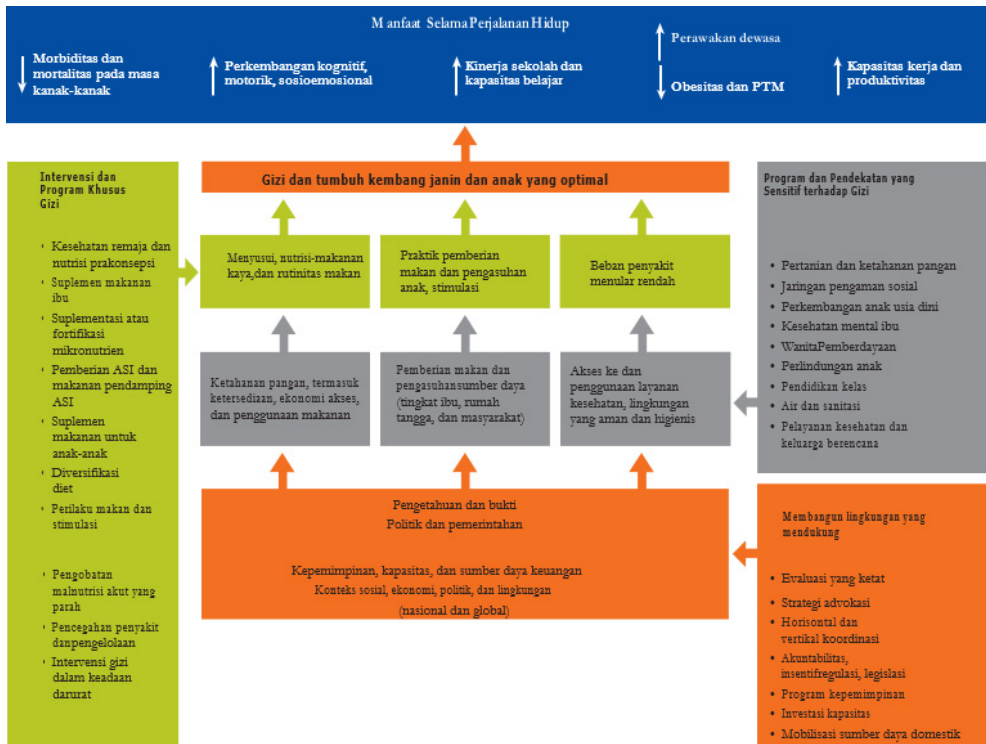 Manfaat Selama Perjalanan Hidup
Morbiditas dan
mortalitas pada masa
kanak-kanak
Perkembangan kognitif,
motorik, sosioemosional
Kinerja sekolah dan
kapasitas belajar
Perawakan dewasa
Obesitas dan PTM
Kapasitas kerja dan
produktivitas
Intervensi dan
Program Khusus
Gizi
• Kesehatan remaja dan
nutrisi prakonsepsi
• Suplemen makanan
ibu
• Suplementasi atau
fortifikasi
mikronutrien
• Pemberian ASI dan
makanan pendamping
ASI
• Suplemen
makanan untuk
anak-anak
• Diversifikasi
diet
• Perilaku makan dan
stimulasi
• Pengobatan
malnutrisi akut yang
parah
• Pencegahan penyakit
danpengelolaan
• Intervensi gizi
dalam keadaan
darurat
Gizi dan tumbuh kembang janin dan anak yang optimal
Menyusui, nutrisi-makanan
kaya,dan rutinitas makan
Praktik pemberian
makan dan pengasuhan
anak, stimulasi
Beban penyakit
menular rendah
Ketahanan pangan, termasuk
ketersediaan, ekonomi akses,
dan penggunaan makanan
Pemberian makan dan
pengasuhansumber daya
(tingkat ibu, rumah
tangga, dan masyarakat)
Akses ke dan
penggunaan layanan
kesehatan, lingkungan
yang aman dan higienis
Pengetahuan dan bukti
Politik dan pemerintahan
Kepemimpinan, kapasitas, dan sumber daya keuangan
Konteks sosial, ekonomi, politik, dan lingkungan
(nasional dan global)
Program dan Pendekatan yang
Sensitif terhadap Gizi
• Pertanian dan ketahanan pangan
• Jaringan pengaman sosial
• Perkembangan anak usia dini
• Kesehatan mental ibu
• WanitaPemberdayaan
• Perlindungan anak
• Pendidikan kelas
• Air dan sanitasi
• Pelayanan kesehatan dan
keluarga berencana
Membangun lingkungan yang
mendukung
• Evaluasi yang ketat
• Strategi advokasi
• Horisontal dan
vertikal koordinasi
• Akuntabilitas,
insentifregulasi, legislasi
• Program kepemimpinan
• Investasi kapasitas
• Mobilisasi sumber daya domestik